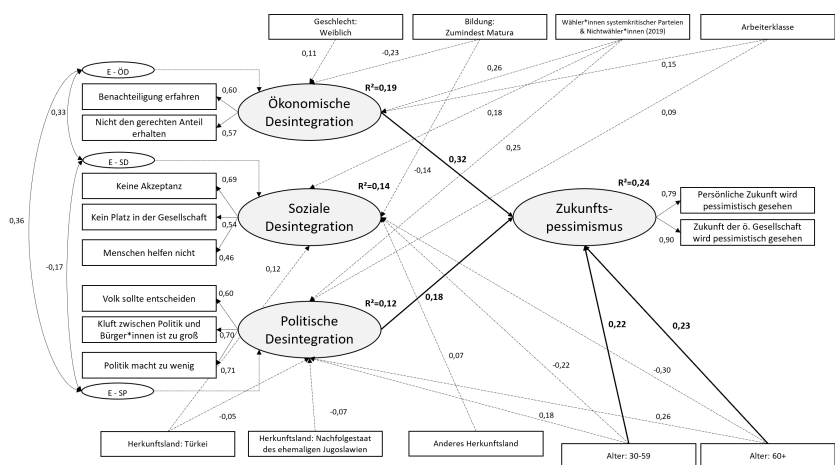 Geschlecht:
Weiblich
Bildung:
Zumindest Matura
Wähler*innen systemkritischer Parteien
& Nichtwähler*innen (2019)
Arbeiterklasse
0,11
-0,23
0,26
0,15
E - ÖD
R²=0,19
0,60
Benachteiligung erfahren
Ökonomische
Desintegration
0,33
Nicht den gerechten Anteil
erhalten
0,57
0,18
0,09
0,25
E - SD
-0,14
0,32
0,69
Keine Akzeptanz
R²=0,14
R²=0,24
0,79
Persönliche Zukunft wird
pessimistisch gesehen
Kein Platz in der Gesellschaft
0,54
Soziale
Desintegration
Zukunfts-
pessimismus
0,36
Zukunft der ö. Gesellschaft
wird pessimistisch gesehen
0,90
Menschen helfen nicht
0,46
-0,17
0,12
0,60
Volk sollte entscheiden
R²=0,12
0,18
Kluft zwischen Politik und
Bürger*innen ist zu groß
0,70
Politische
Desintegration
0,22
0,23
Politik macht zu wenig
0,71
0,07
-0,22
-0,30
E - SP
-0,05
-0,07
0,18
0,26
Herkunftsland: Türkei
Herkunftsland: Nachfolgestaat
des ehemaligen Jugoslawien
Anderes Herkunftsland
Alter: 30-59
Alter: 60+